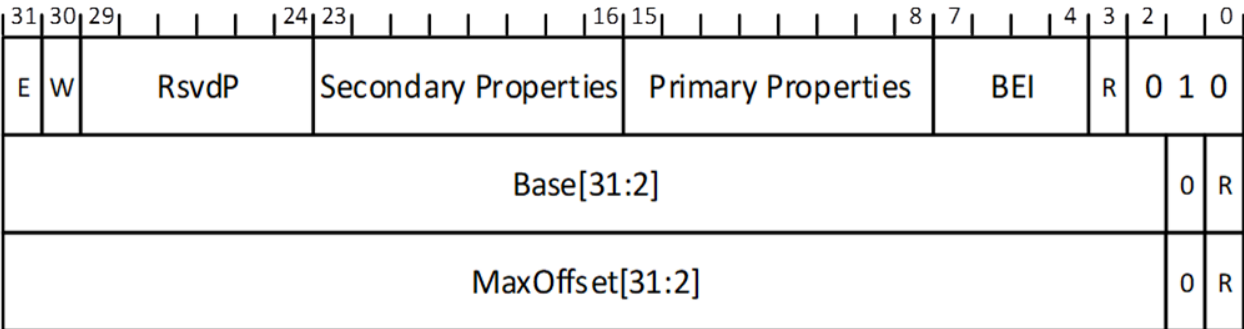 31 30 29 24 23 16 15 8 7 4 3 2 0
E W RsvdP Secondary Properties Primary Properties BEI R 0 1 0
Base[31:2] 0 R
MaxOffset[31:2] 0 R